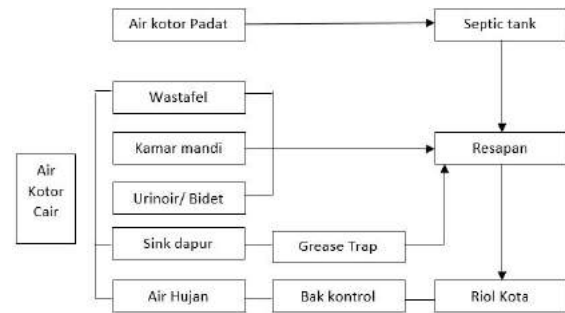 Air kotor Padat
Septic tank
Wastafel
Kamar mandi
Resapan
Air
Kotor
Cair
Urinoir/ Bidet
Sink dapur
Grease Trap
Air Hujan
Bak kontrol
Riol Kota